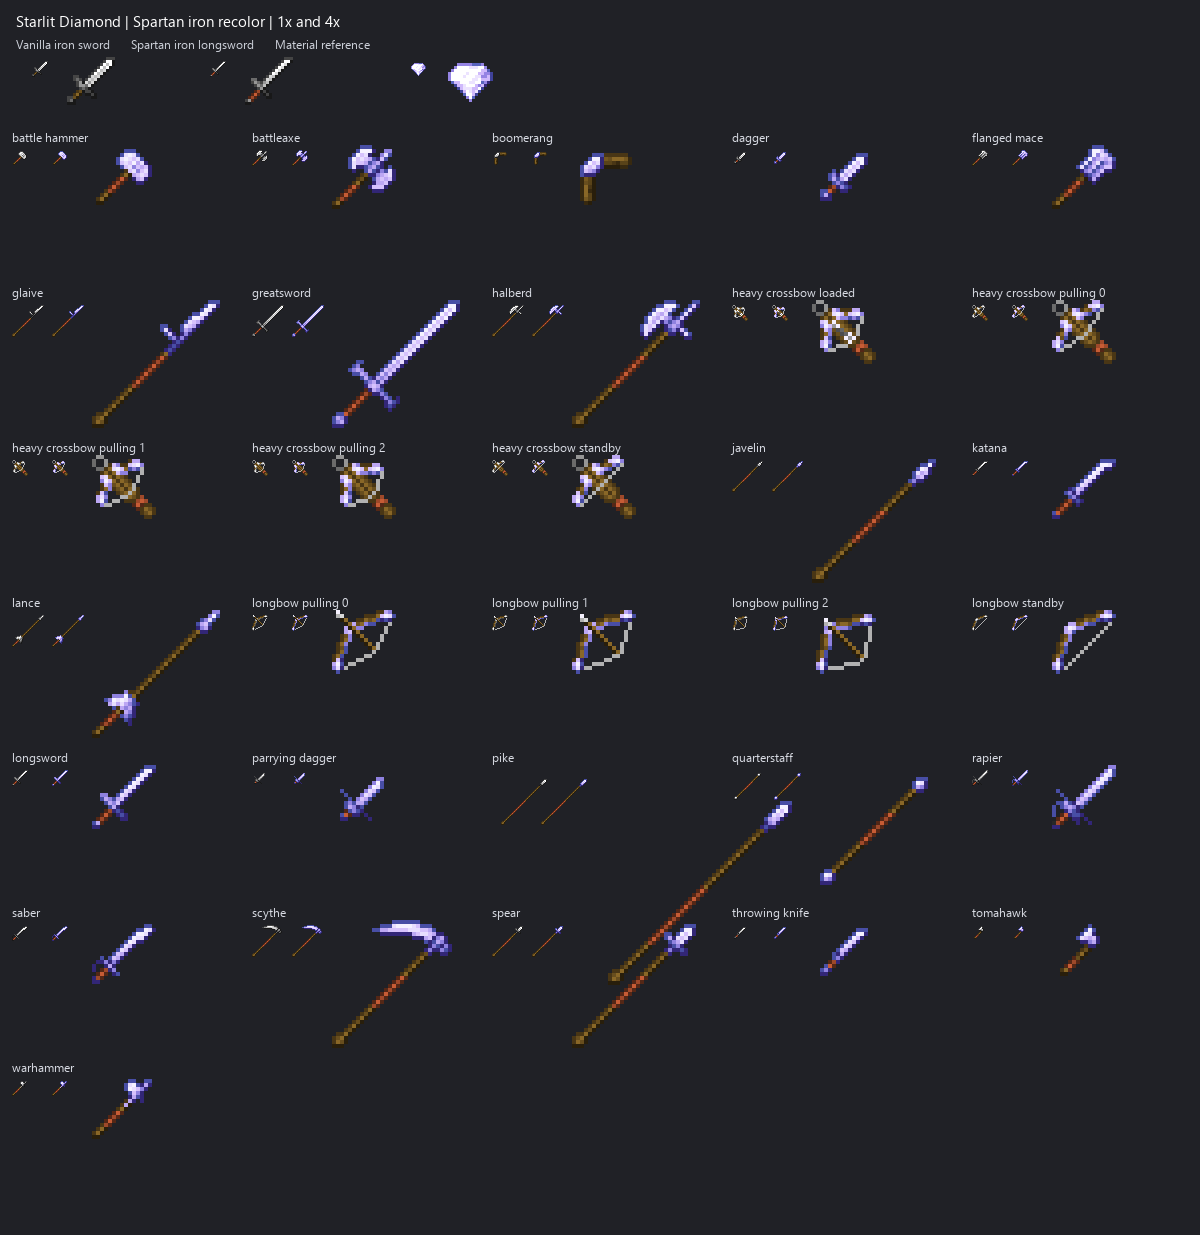 Starlit Diamond | Spartan iron recolor | 1x and 4x
Vanilla iron sword Spartan iron longsword Material reference
battle hammer battleaxe boomerang dagger flanged mace
glaive greatsword halberd heavy crossbow loaded heavy crossbow pulling 0
heavy crossbow pulling 1 heavy crossbow pulling 2 heavy crossbow standby javelin katana
lance longbow pulling 0 longbow pulling 1 longbow pulling 2 longbow standby
longsword parrying dagger pike quarterstaff rapier
saber scythe spear throwing knife tomahawk
warhammer